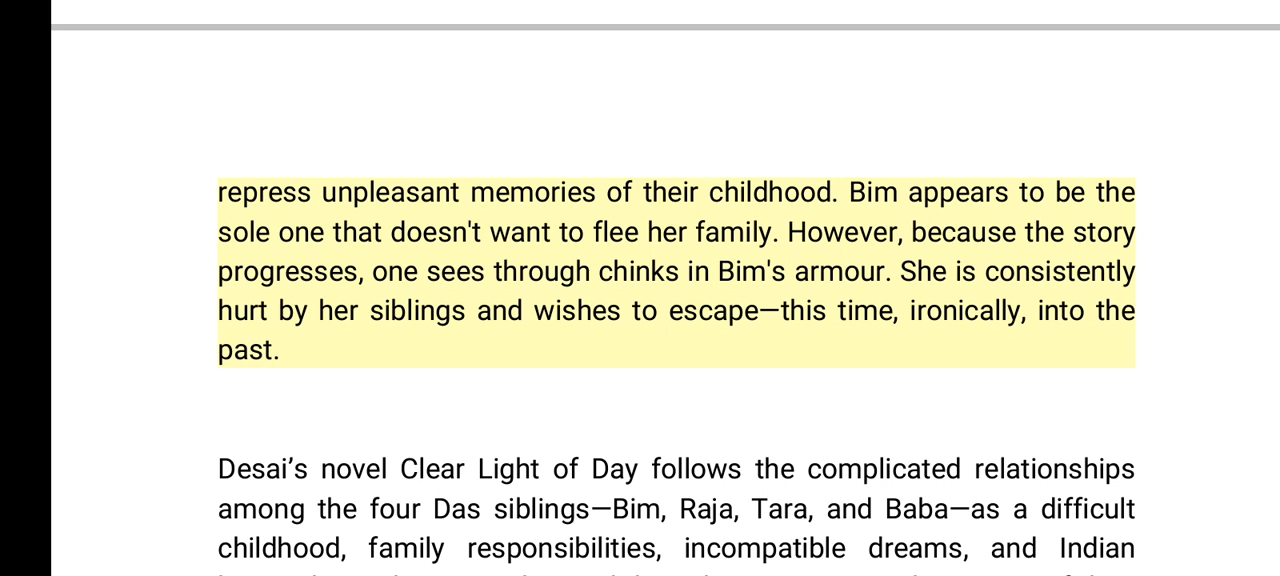 repress unpleasant memories of their childhood. Bim appears to be the
sole one that doesn't want to flee her family. However, because the story
progresses, one sees through chinks in Bim's armour. She is consistently
hurt by her siblings and wishes to escape—this time, ironically, into the
past.
Desai’s novel Clear Light of Day follows the complicated relationships
among the four Das siblings—Bim, Raja, Tara, and Baba—as a difficult
childhood, family responsibilities, incompatible dreams, and Indian